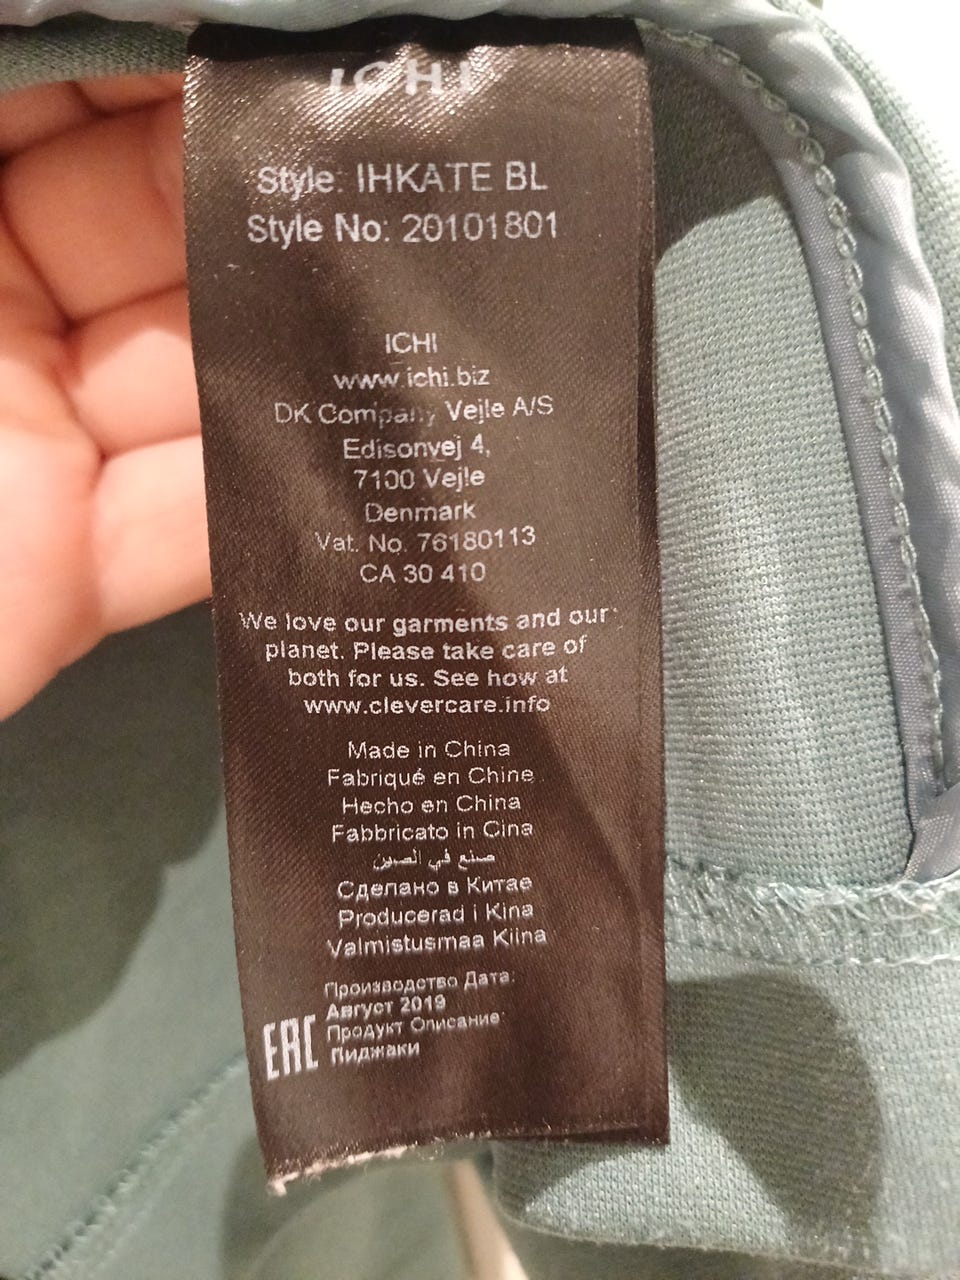 ICHI
Style: IHKATE BL
Style No: 20101801
ICHI
www.ichi.biz
DK Company Vejle A/S
Edisonvej 4,
7100 Vejle
Denmark
Vat. No. 76180113
CA 30 410
We love our garments and our
planet. Please take care of
both for us. See how at
www.clevercare.info
Made in China
Fabriqué en Chine
Hecho en China
Fabbricato in Cina
صنع في الصين
Сделано в Китае
Producerad i Kina
Valmistusmaa Kiina
Производство Дата:
Август 2019
Продукт Описание:
Пиджаки
EAC